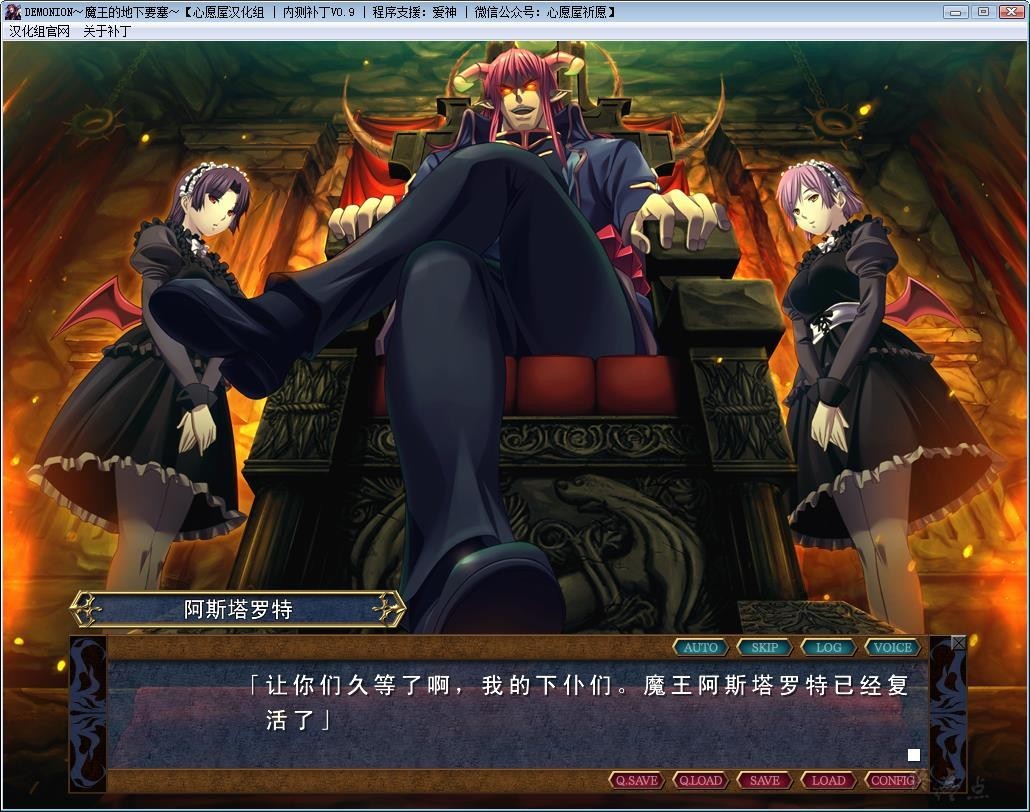 DEMONION～魔王的地下要塞～【心愿屋汉化组 | 内测补丁V0.9 | 程序支援：爱神 | 微信公众号：心愿屋祈愿】
汉化组官网 关于补丁
阿斯塔罗特
AUTO SKIP LOG VOICE
「让你们久等了啊，我的下仆们。魔王阿斯塔罗特已经复
活了」
Q.SAVE Q.LOAD SAVE LOAD CONFIG